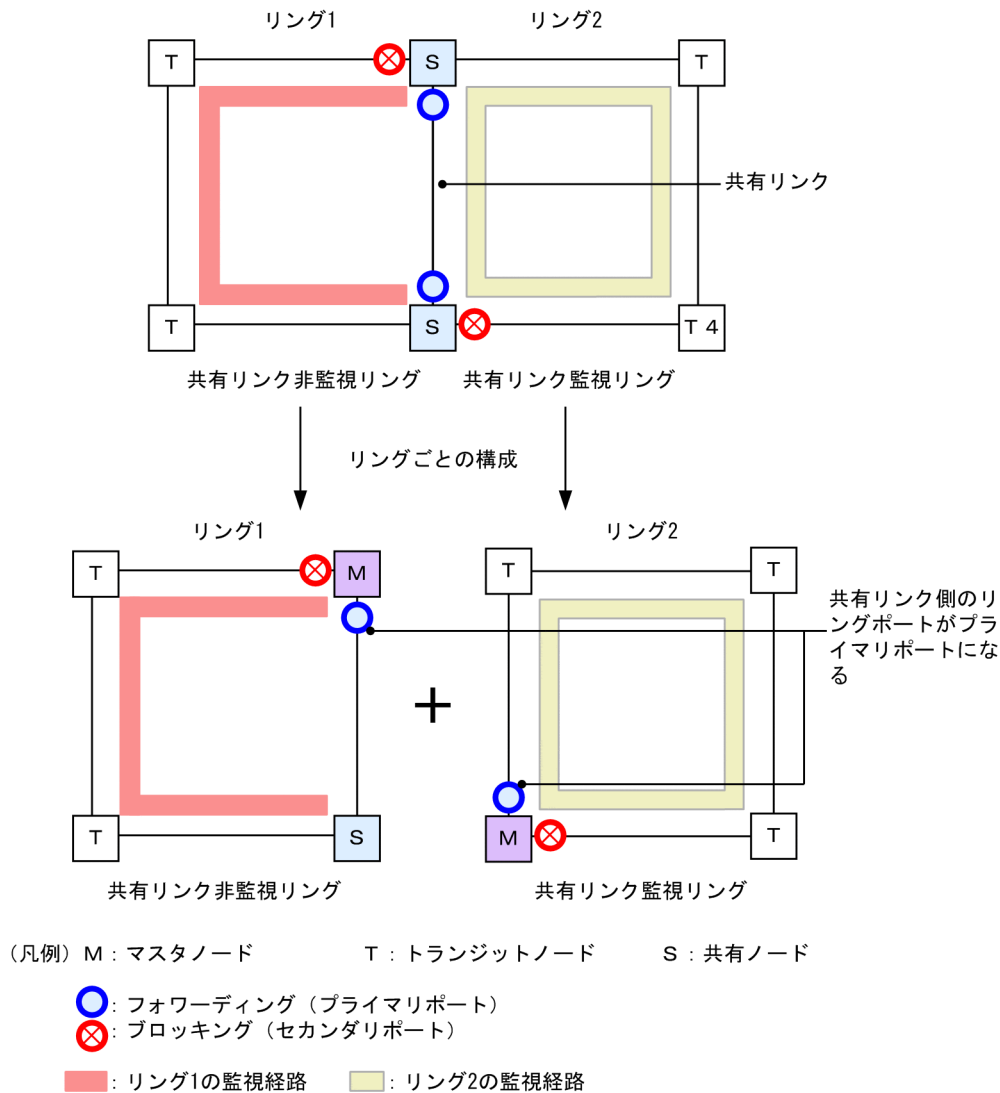 リング1
リング2
T
S
T
共有リンク
T
S
T4
共有リンク非監視リング
共有リンク監視リング
リングごとの構成
リング1
リング2
T
M
T
T
共有リンク側のリ
ングポートがプラ
イマリポートにな
る
＋
T
S
M
T
共有リンク非監視リング
共有リンク監視リング
（凡例）M：マスタノード
T：トランジットノード
S：共有ノード
：フォワーディング（プライマリポート）
：ブロッキング（セカンダリポート）
：リング1の監視経路
：リング2の監視経路